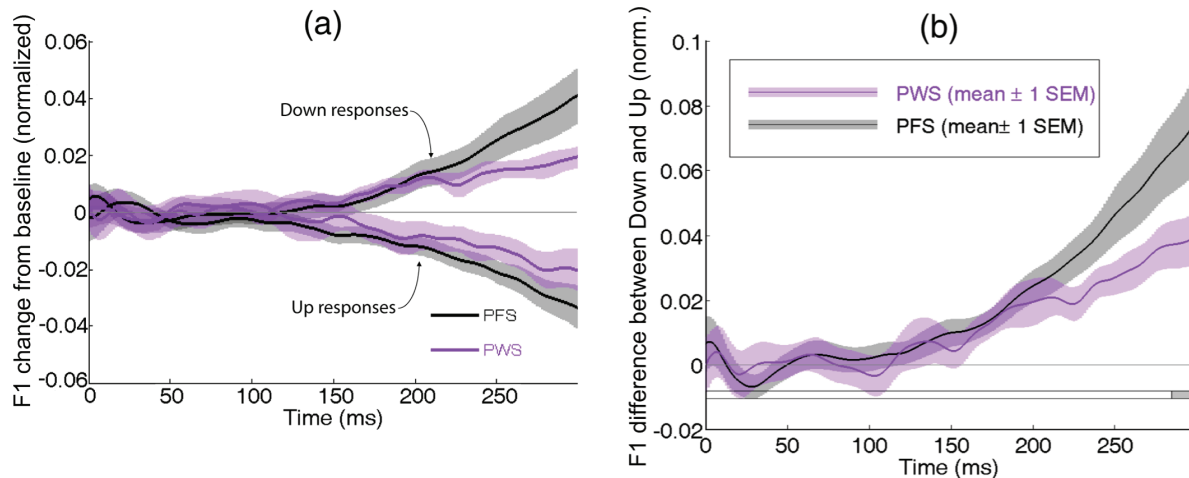 (a)
F1 change from baseline (normalized)
0.06
0.04
0.02
0
-0.02
-0.04
-0.06
Down responses
Up responses
PFS
PWS
0
50
100
150
200
250
Time (ms)
(b)
F1 difference between Down and Up (norm.)
0.1
0.08
0.06
0.04
0.02
0
-0.02
PWS (mean ± 1 SEM)
PFS (mean± 1 SEM)
0
50
100
150
200
250
Time (ms)